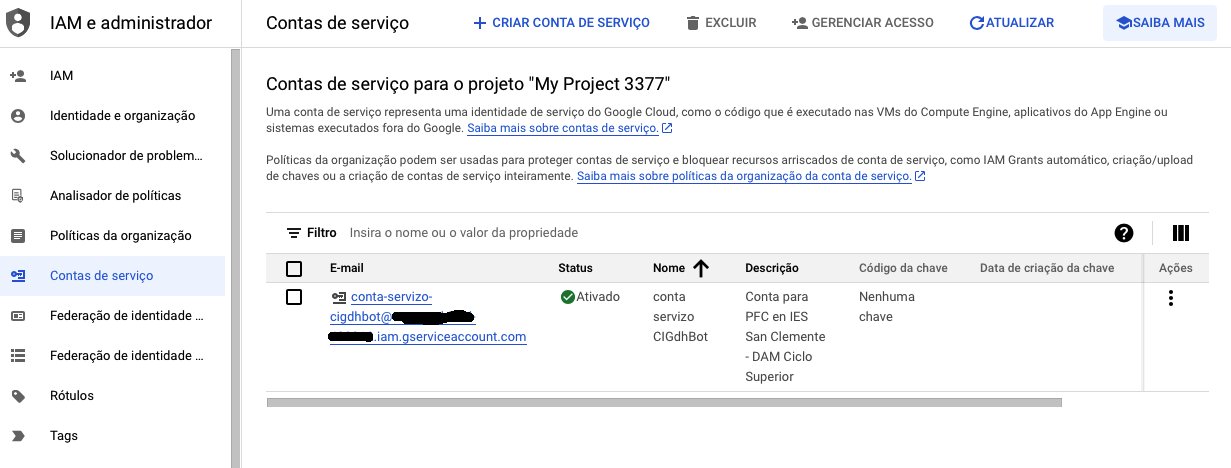 IAM e administrador
Contas de serviço
CRIAR CONTA DE SERVIÇO
EXCLUIR
GERENCIAR ACESSO
ATUALIZAR
SAIBA MAIS
IAM
Identidade e organização
Solucionador de problem...
Analisador de políticas
Políticas da organização
Contas de serviço
Federação de identidade ...
Federação de identidade ...
Rótulos
Tags
Contas de serviço para o projeto "My Project 3377"
Uma conta de serviço representa uma identidade de serviço do Google Cloud, como o código que é executado nas VMs do Compute Engine, aplicativos do App Engine ou
sistemas executados fora do Google. Saiba mais sobre contas de serviço.
Políticas da organização podem ser usadas para proteger contas de serviço e bloquear recursos arriscados de conta de serviço, como IAM Grants automático, criação/upload
de chaves ou a criação de contas de serviço inteiramente. Saiba mais sobre políticas da organização da conta de serviço.
Filtro Insira o nome ou o valor da propriedade
E-mail Status Nome Descrição Código da chave Data de criação da chave Ações
conta-servizo-
cigdhbot@
.iam.gserviceaccount.com
Ativado
conta
servizo
CIGdhBot
Conta para
PFC en IES
San Clemente
- DAM Ciclo
Superior
Nenhuma
chave